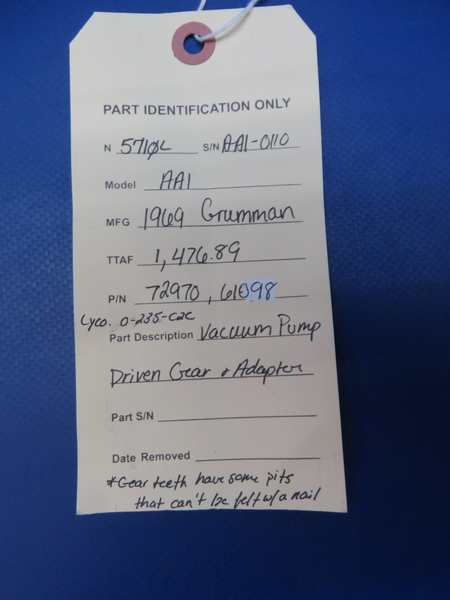 PART IDENTIFICATION ONLY
N 5710L S/N AA1-0110
Model AA1
MFG 1969 Grumman
TTAF 1,476.89
P/N 72970, 61098
Lyco. O-235-C2C
Part Description Vacuum Pump
Driven Gear & Adapter
Part S/N
Date Removed
*Gear teeth have some pits
that can't be felt w/a nail